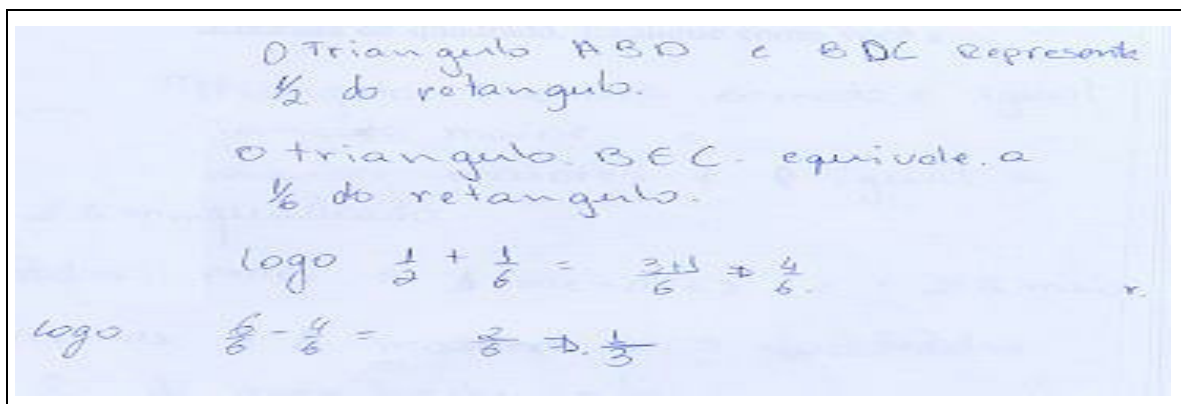 O Triangulo ABD e BDC Represente
1/2 do retangulo.
O triangulo. BEC. equivale. a
1/6 do retangulo.
Logo 1/2 + 1/6 = 3+1/6 ⇒ 4/6.
Logo 6/6 - 4/6 = 2/6 ⇒. 1/3